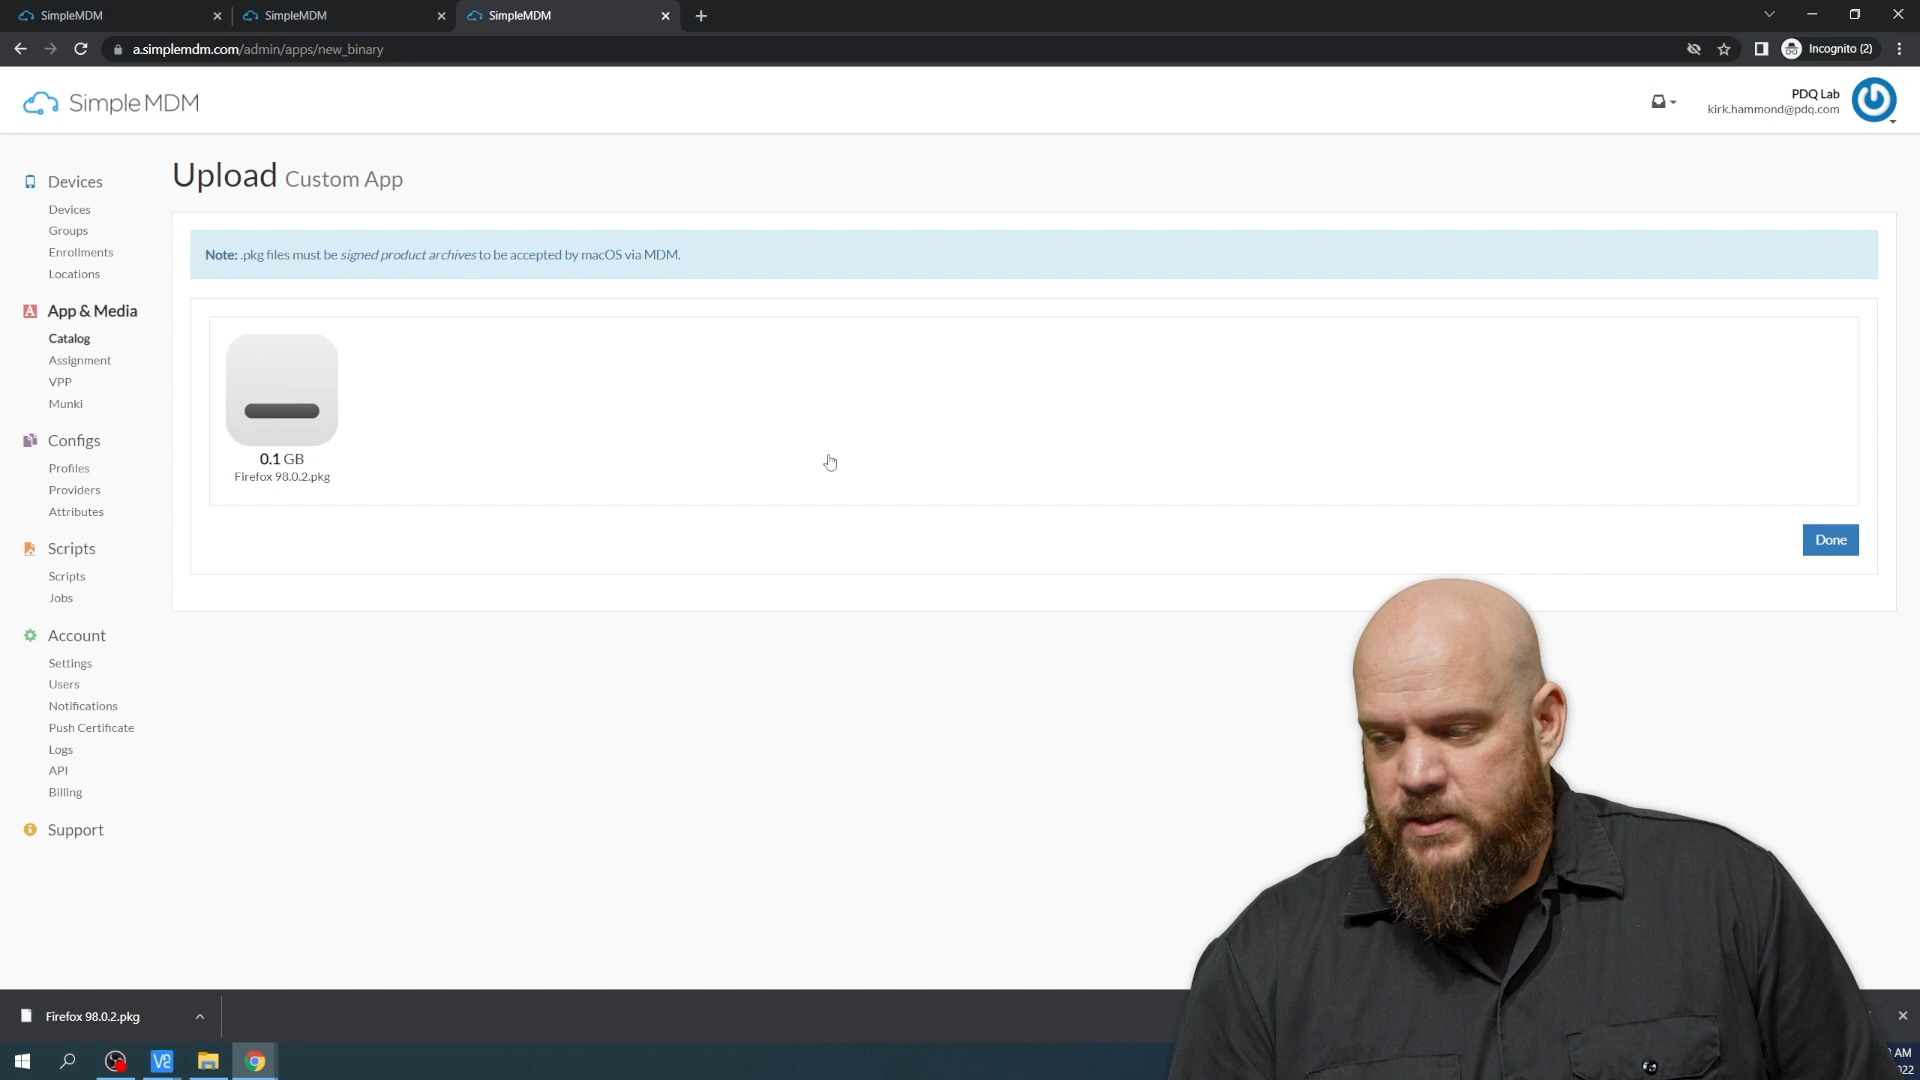 SimpleMDM
SimpleMDM
SimpleMDM
a.simplemdm.com/admin/apps/new_binary
Incognito (2)
SimpleMDM
PDQ Lab
kirk.hammond@pdq.com
Upload Custom App
Note: .pkg files must be signed product archives to be accepted by macOS via MDM.
0.1 GB
Firefox 98.0.2.pkg
Done
Devices
Devices
Groups
Enrollments
Locations
App & Media
Catalog
Assignment
VPP
Munki
Configs
Profiles
Providers
Attributes
Scripts
Scripts
Jobs
Account
Settings
Users
Notifications
Push Certificate
Logs
API
Billing
Support
Firefox 98.0.2.pkg
AM